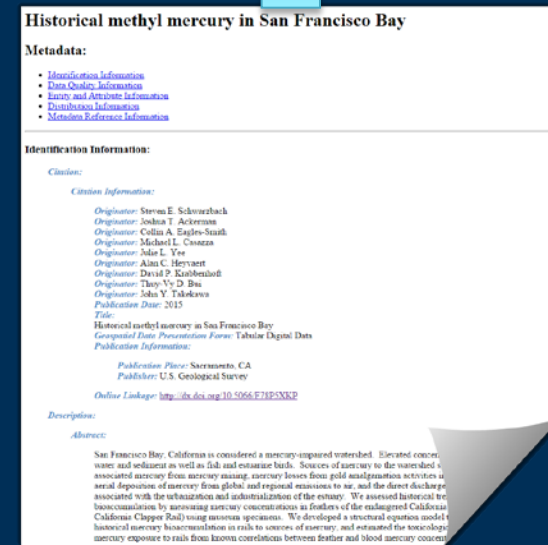 Historical methyl mercury in San Francisco Bay
Metadata:
Identification Information
Data Quality Information
Entity and Attribute Information
Distribution Information
Metadata Reference Information
Identification Information:
Citation:
Citation Information:
Originator: Steven E. Schwarzbach
Originator: Joshua T. Ackerman
Originator: Collin A. Eagles-Smith
Originator: Michael L. Casazza
Originator: Julie L. Yee
Originator: Alan C. Heyvaert
Originator: David P. Krabbenhoft
Originator: Thuy-Vy D. Bui
Originator: John Y. Takekawa
Publication Date: 2015
Title:
Historical methyl mercury in San Francisco Bay
Geospatial Data Presentation Form: Tabular Digital Data
Publication Information:
Publication Place: Sacramento, CA
Publisher: U.S. Geological Survey
Online Linkage: http://dx.doi.org/10.5066/F78P5XKP
Description:
Abstract:
San Francisco Bay, California is considered a mercury-impaired watershed. Elevated concen
water and sediment as well as fish and estuarine birds. Sources of mercury to the watershed
associated mercury from mercury mining, mercury losses from gold amalgamation activities
aerial deposition of mercury from global and regional emissions to air, and the direct discharge
associated with the urbanization and industrialization of the estuary. We assessed historical tre
bioaccumulation by measuring mercury concentrations in feathers of the endangered California
California Clapper Rail) using museum specimens. We developed a structural equation model
historical mercury bioaccumulation in rails to sources of mercury, and estimated the toxicologic
mercury exposure to rails from known correlations between feather and blood mercury concent